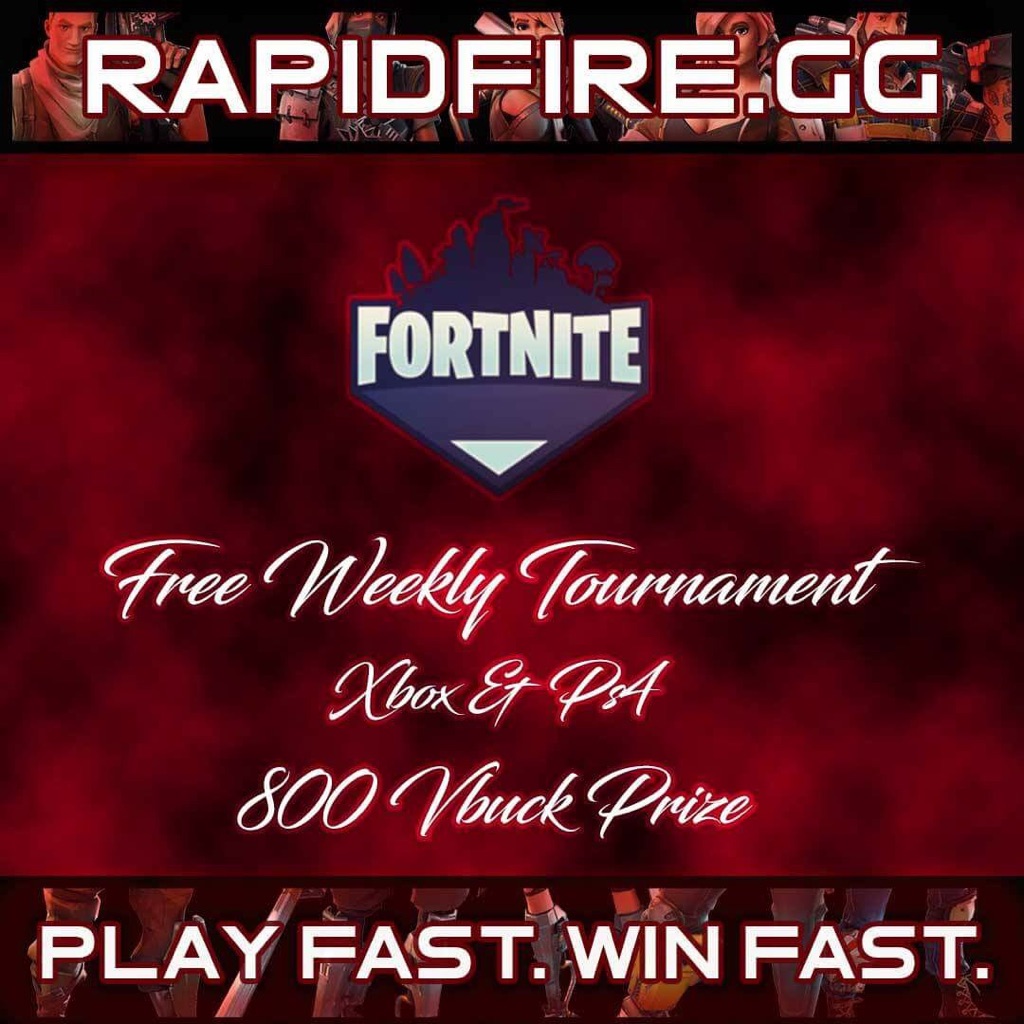 RAPIDFIRE.GG
FORTNITE
Free Weekly Tournament
Xbox & Ps4
800 Vbuck Prize
PLAY FAST. WIN FAST.